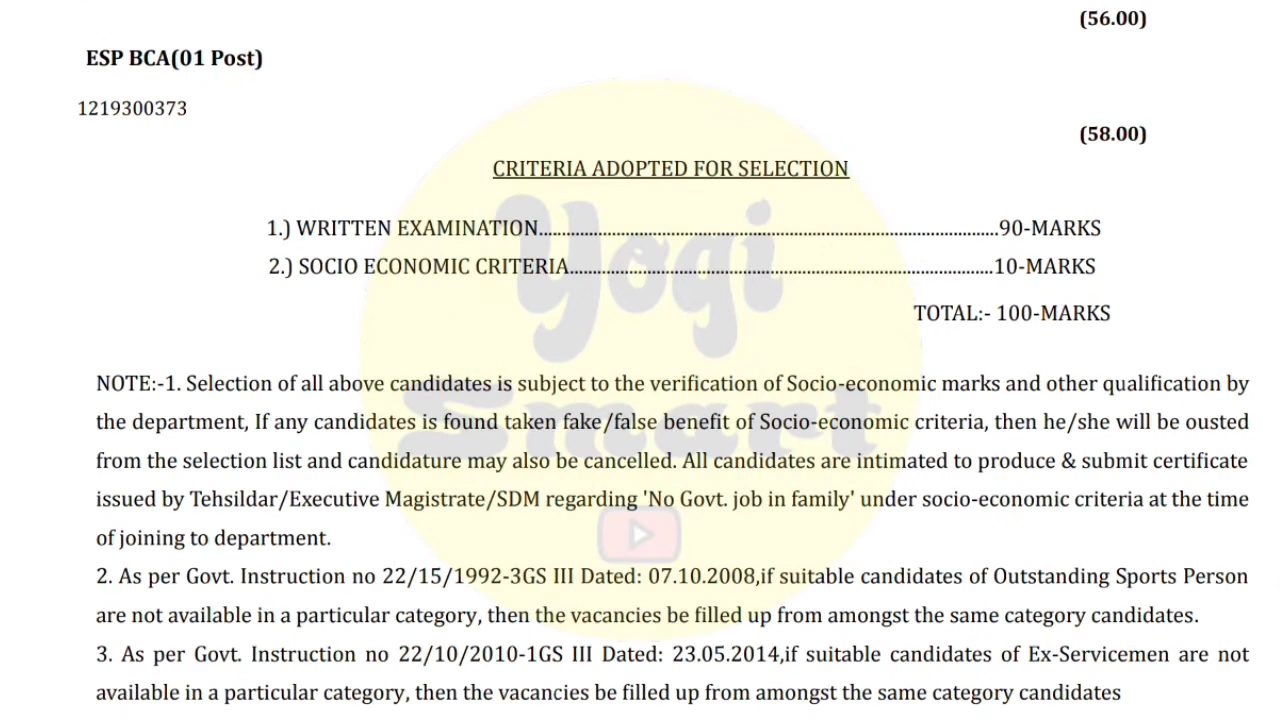 (56.00)
ESP BCA(01 Post)
1219300373
(58.00)
CRITERIA ADOPTED FOR SELECTION
1.) WRITTEN EXAMINATION....................................................................................................90-MARKS
2.) SOCIO ECONOMIC CRITERIA............................................................................................10-MARKS
TOTAL:- 100-MARKS
NOTE:-1. Selection of all above candidates is subject to the verification of Socio-economic marks and other qualification by
the department, If any candidates is found taken fake/false benefit of Socio-economic criteria, then he/she will be ousted
from the selection list and candidature may also be cancelled. All candidates are intimated to produce & submit certificate
issued by Tehsildar/Executive Magistrate/SDM regarding 'No Govt. job in family' under socio-economic criteria at the time
of joining to department.
2. As per Govt. Instruction no 22/15/1992-3GS III Dated: 07.10.2008,if suitable candidates of Outstanding Sports Person
are not available in a particular category, then the vacancies be filled up from amongst the same category candidates.
3. As per Govt. Instruction no 22/10/2010-1GS III Dated: 23.05.2014,if suitable candidates of Ex-Servicemen are not
available in a particular category, then the vacancies be filled up from amongst the same category candidates
Yogi
Smart